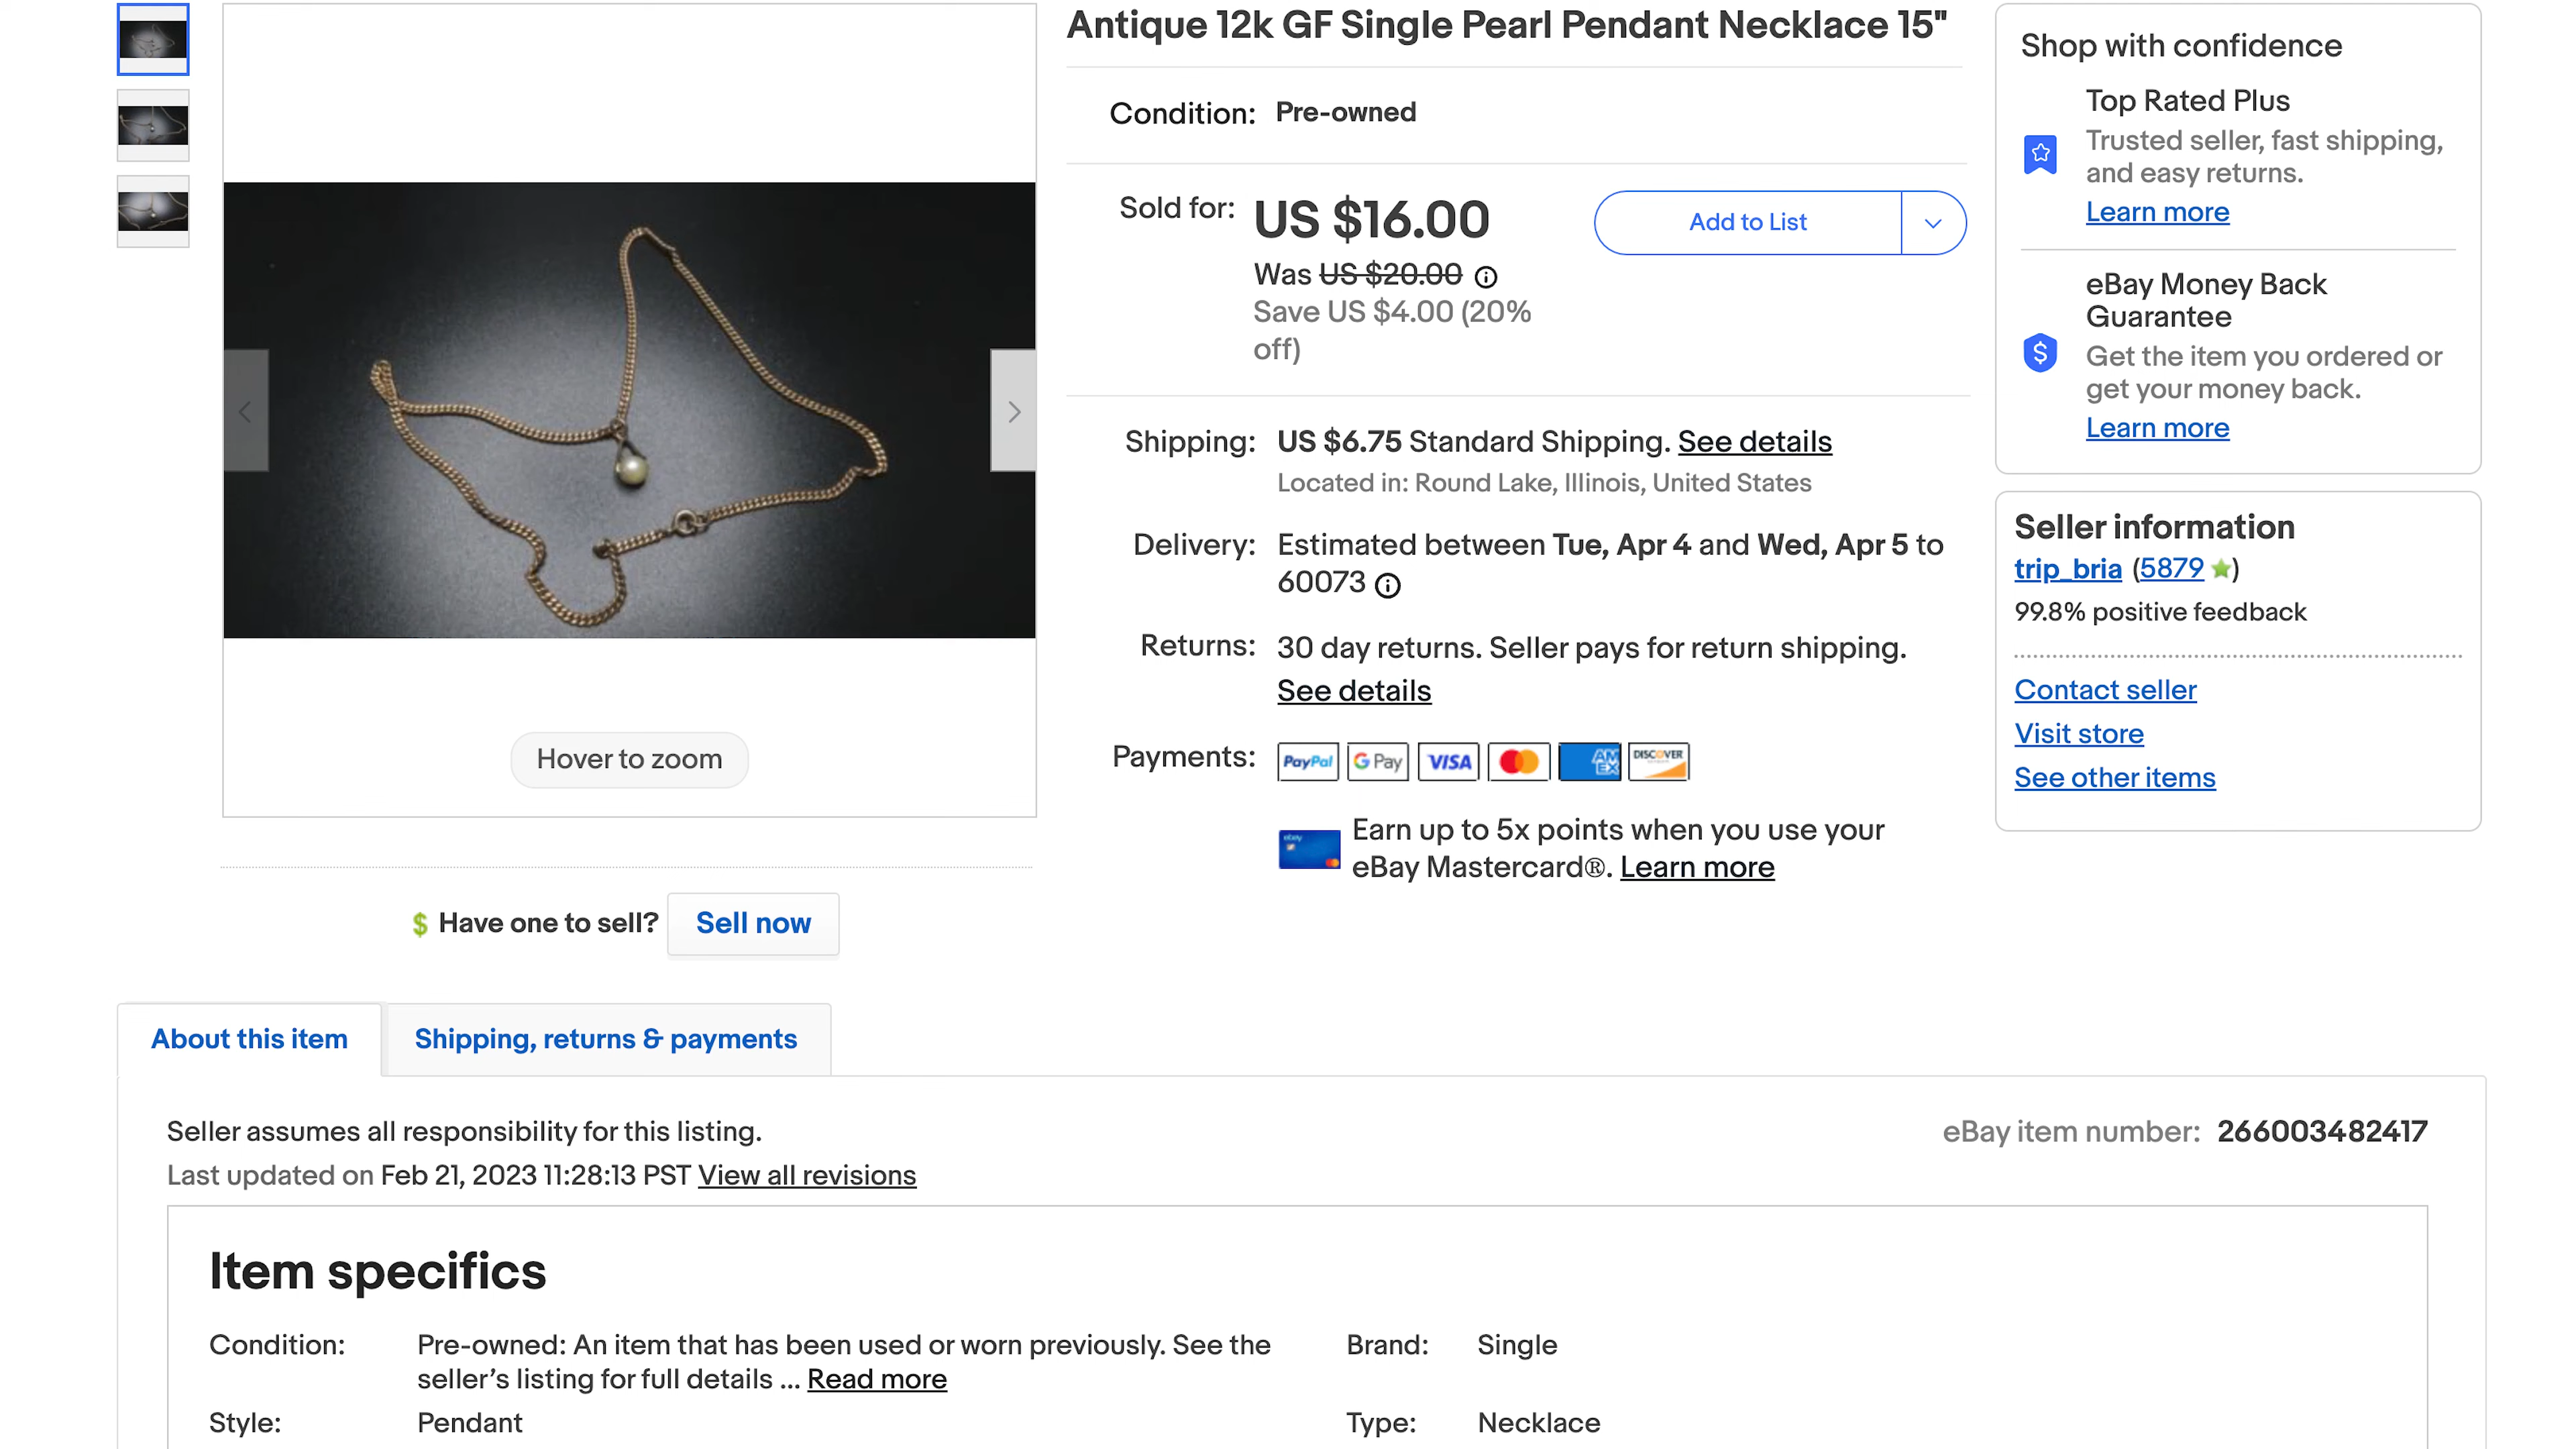 Antique 12k GF Single Pearl Pendant Necklace 15"
Condition: Pre-owned
Sold for: US $16.00
Was US $20.00
Save US $4.00 (20%
off)
Add to List
Shipping: US $6.75 Standard Shipping. See details
Located in: Round Lake, Illinois, United States
Delivery: Estimated between Tue, Apr 4 and Wed, Apr 5 to
60073
Returns: 30 day returns. Seller pays for return shipping.
See details
Payments: PayPal G Pay VISA AM EX DISCOVER
ebay
Earn up to 5x points when you use your
eBay Mastercard®. Learn more
Shop with confidence
Top Rated Plus
Trusted seller, fast shipping,
and easy returns.
Learn more
eBay Money Back
Guarantee
Get the item you ordered or
get your money back.
Learn more
Seller information
trip_bria (5879)
99.8% positive feedback
Contact seller
Visit store
See other items
Hover to zoom
$ Have one to sell? Sell now
About this item
Shipping, returns & payments
Seller assumes all responsibility for this listing.
Last updated on Feb 21, 2023 11:28:13 PST View all revisions
eBay item number: 266003482417
Item specifics
Condition: Pre-owned: An item that has been used or worn previously. See the
seller's listing for full details ... Read more
Brand: Single
Style: Pendant
Type: Necklace